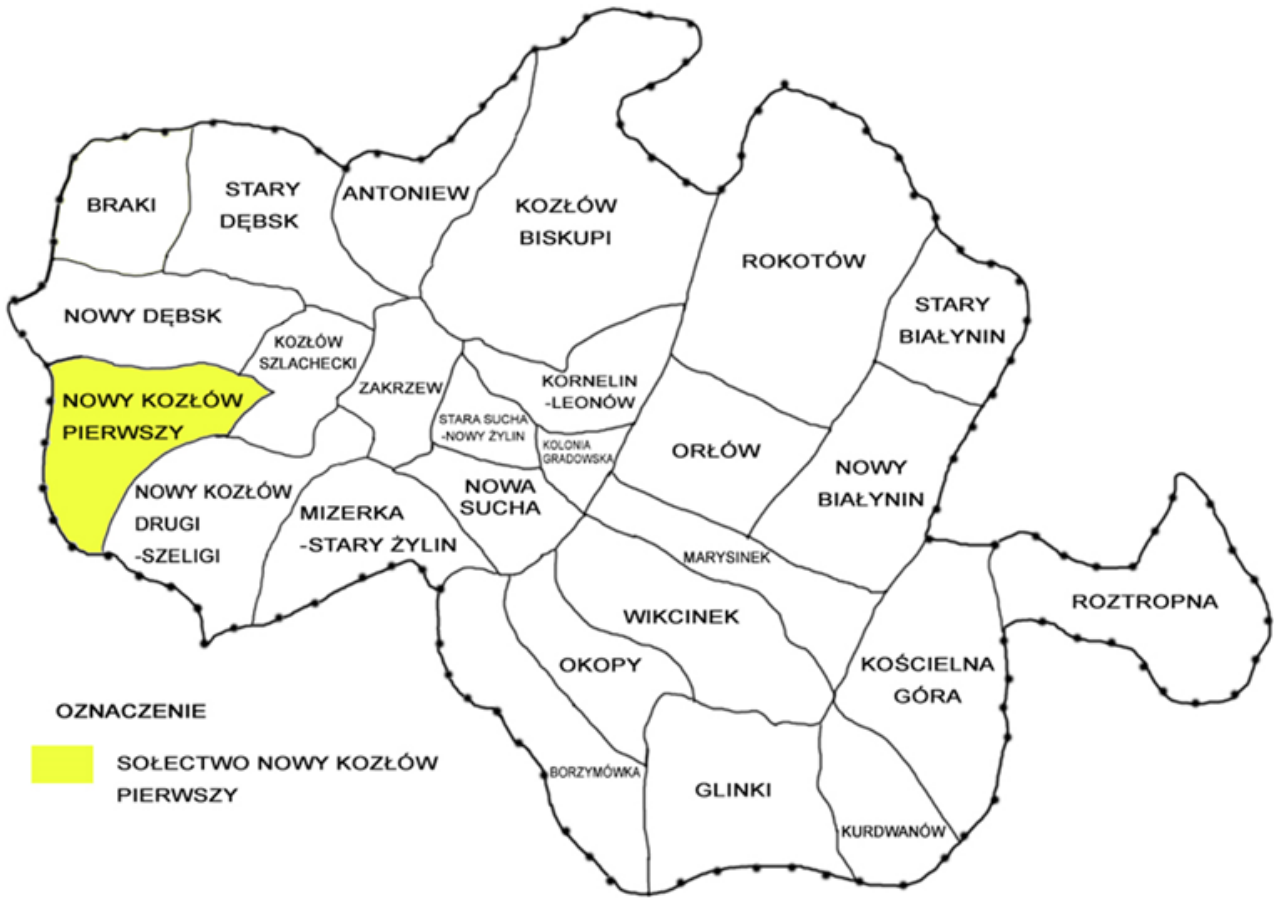 BRAKI
STARY
DĘBSK
ANTONIEW
KOZŁÓW
BISKUPI
ROKOTÓW
STARY
BIAŁYNIN
NOWY DĘBSK
KOZŁÓW
SZLACHECKI
ZAKRZEW
KORNELIN
-LEONÓW
NOWY KOZŁÓW
PIERWSZY
STARA SUCHA
-NOWY ŻYLIN
KOLONIA
GRADOWSKA
ORŁÓW
NOWY
BIAŁYNIN
NOWY KOZŁÓW
DRUGI
-SZELIGI
MIZERKA
-STARY ŻYLIN
NOWA
SUCHA
MARYSINEK
WIKCINEK
ROZTROPNA
OKOPY
KOŚCIELNA
GÓRA
BORZYMÓWKA
GLINKI
KURDWANÓW
OZNACZENIE
SOŁECTWO NOWY KOZŁÓW
PIERWSZY